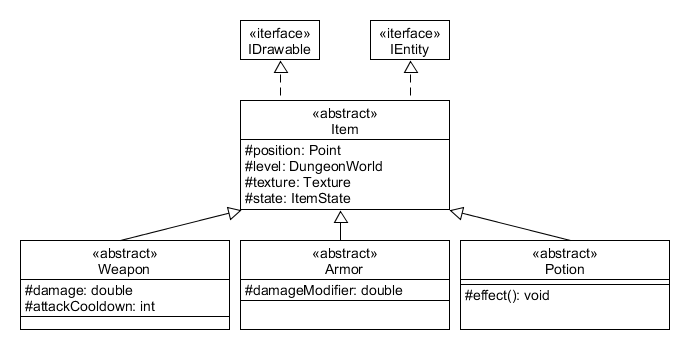 «iterface»
IDrawable
«iterface»
IEntity
«abstract»
Item
#position: Point
#level: DungeonWorld
#texture: Texture
#state: ItemState
«abstract»
Weapon
#damage: double
#attackCooldown: int
«abstract»
Armor
#damageModifier: double
«abstract»
Potion
#effect(): void